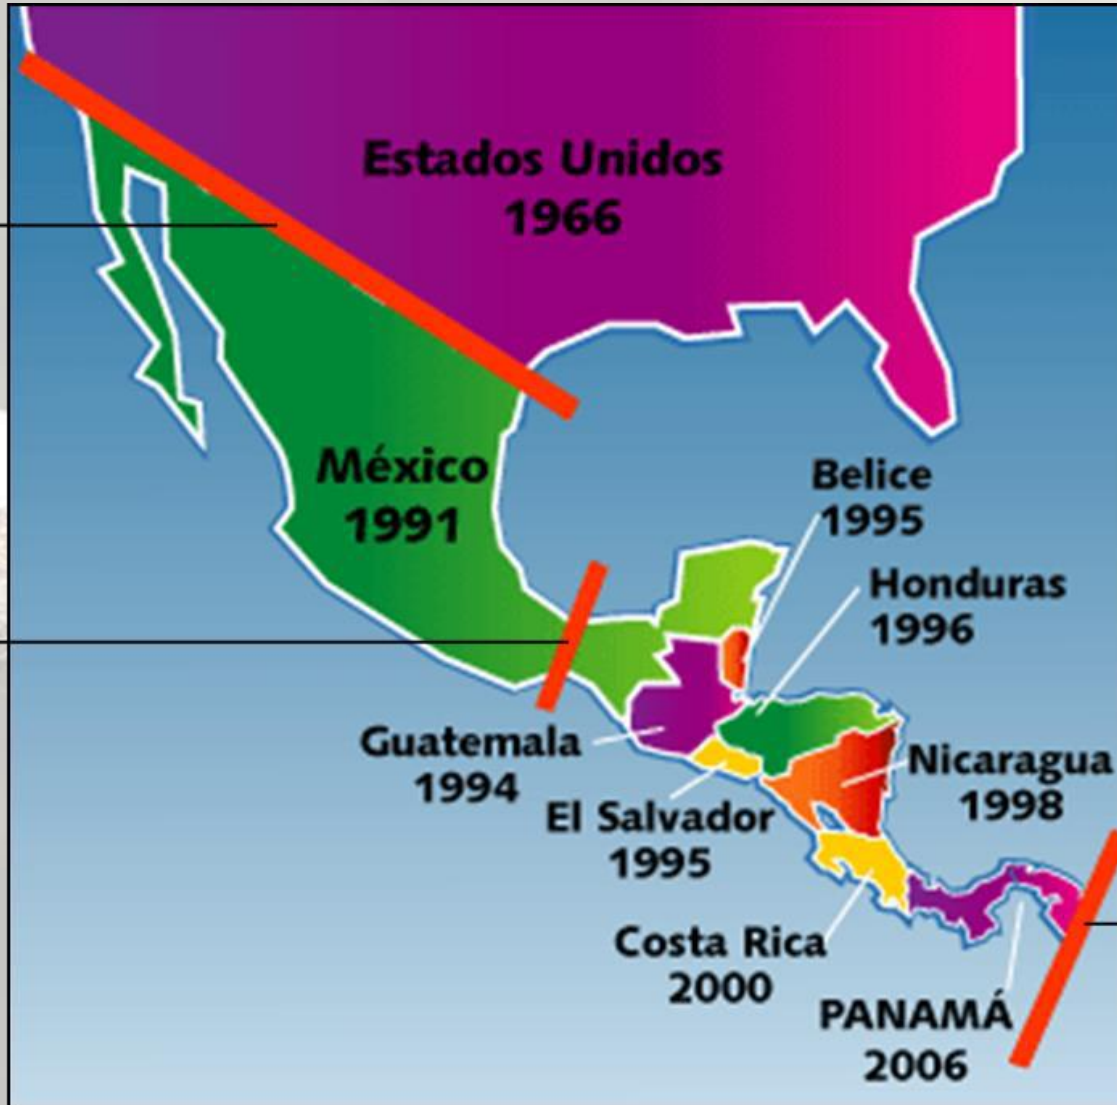 Estados Unidos
1966
México
1991
Belice
1995
Honduras
1996
Guatemala
1994
Nicaragua
1998
El Salvador
1995
Costa Rica
2000
PANAMÁ
2006